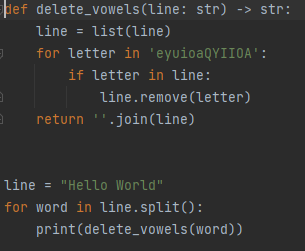 def delete_vowels(line: str) -> str:
    line = list(line)
    for letter in 'eyuioaQYIIOA':
        if letter in line:
            line.remove(letter)
    return ''.join(line)


line = "Hello World"
for word in line.split():
    print(delete_vowels(word))